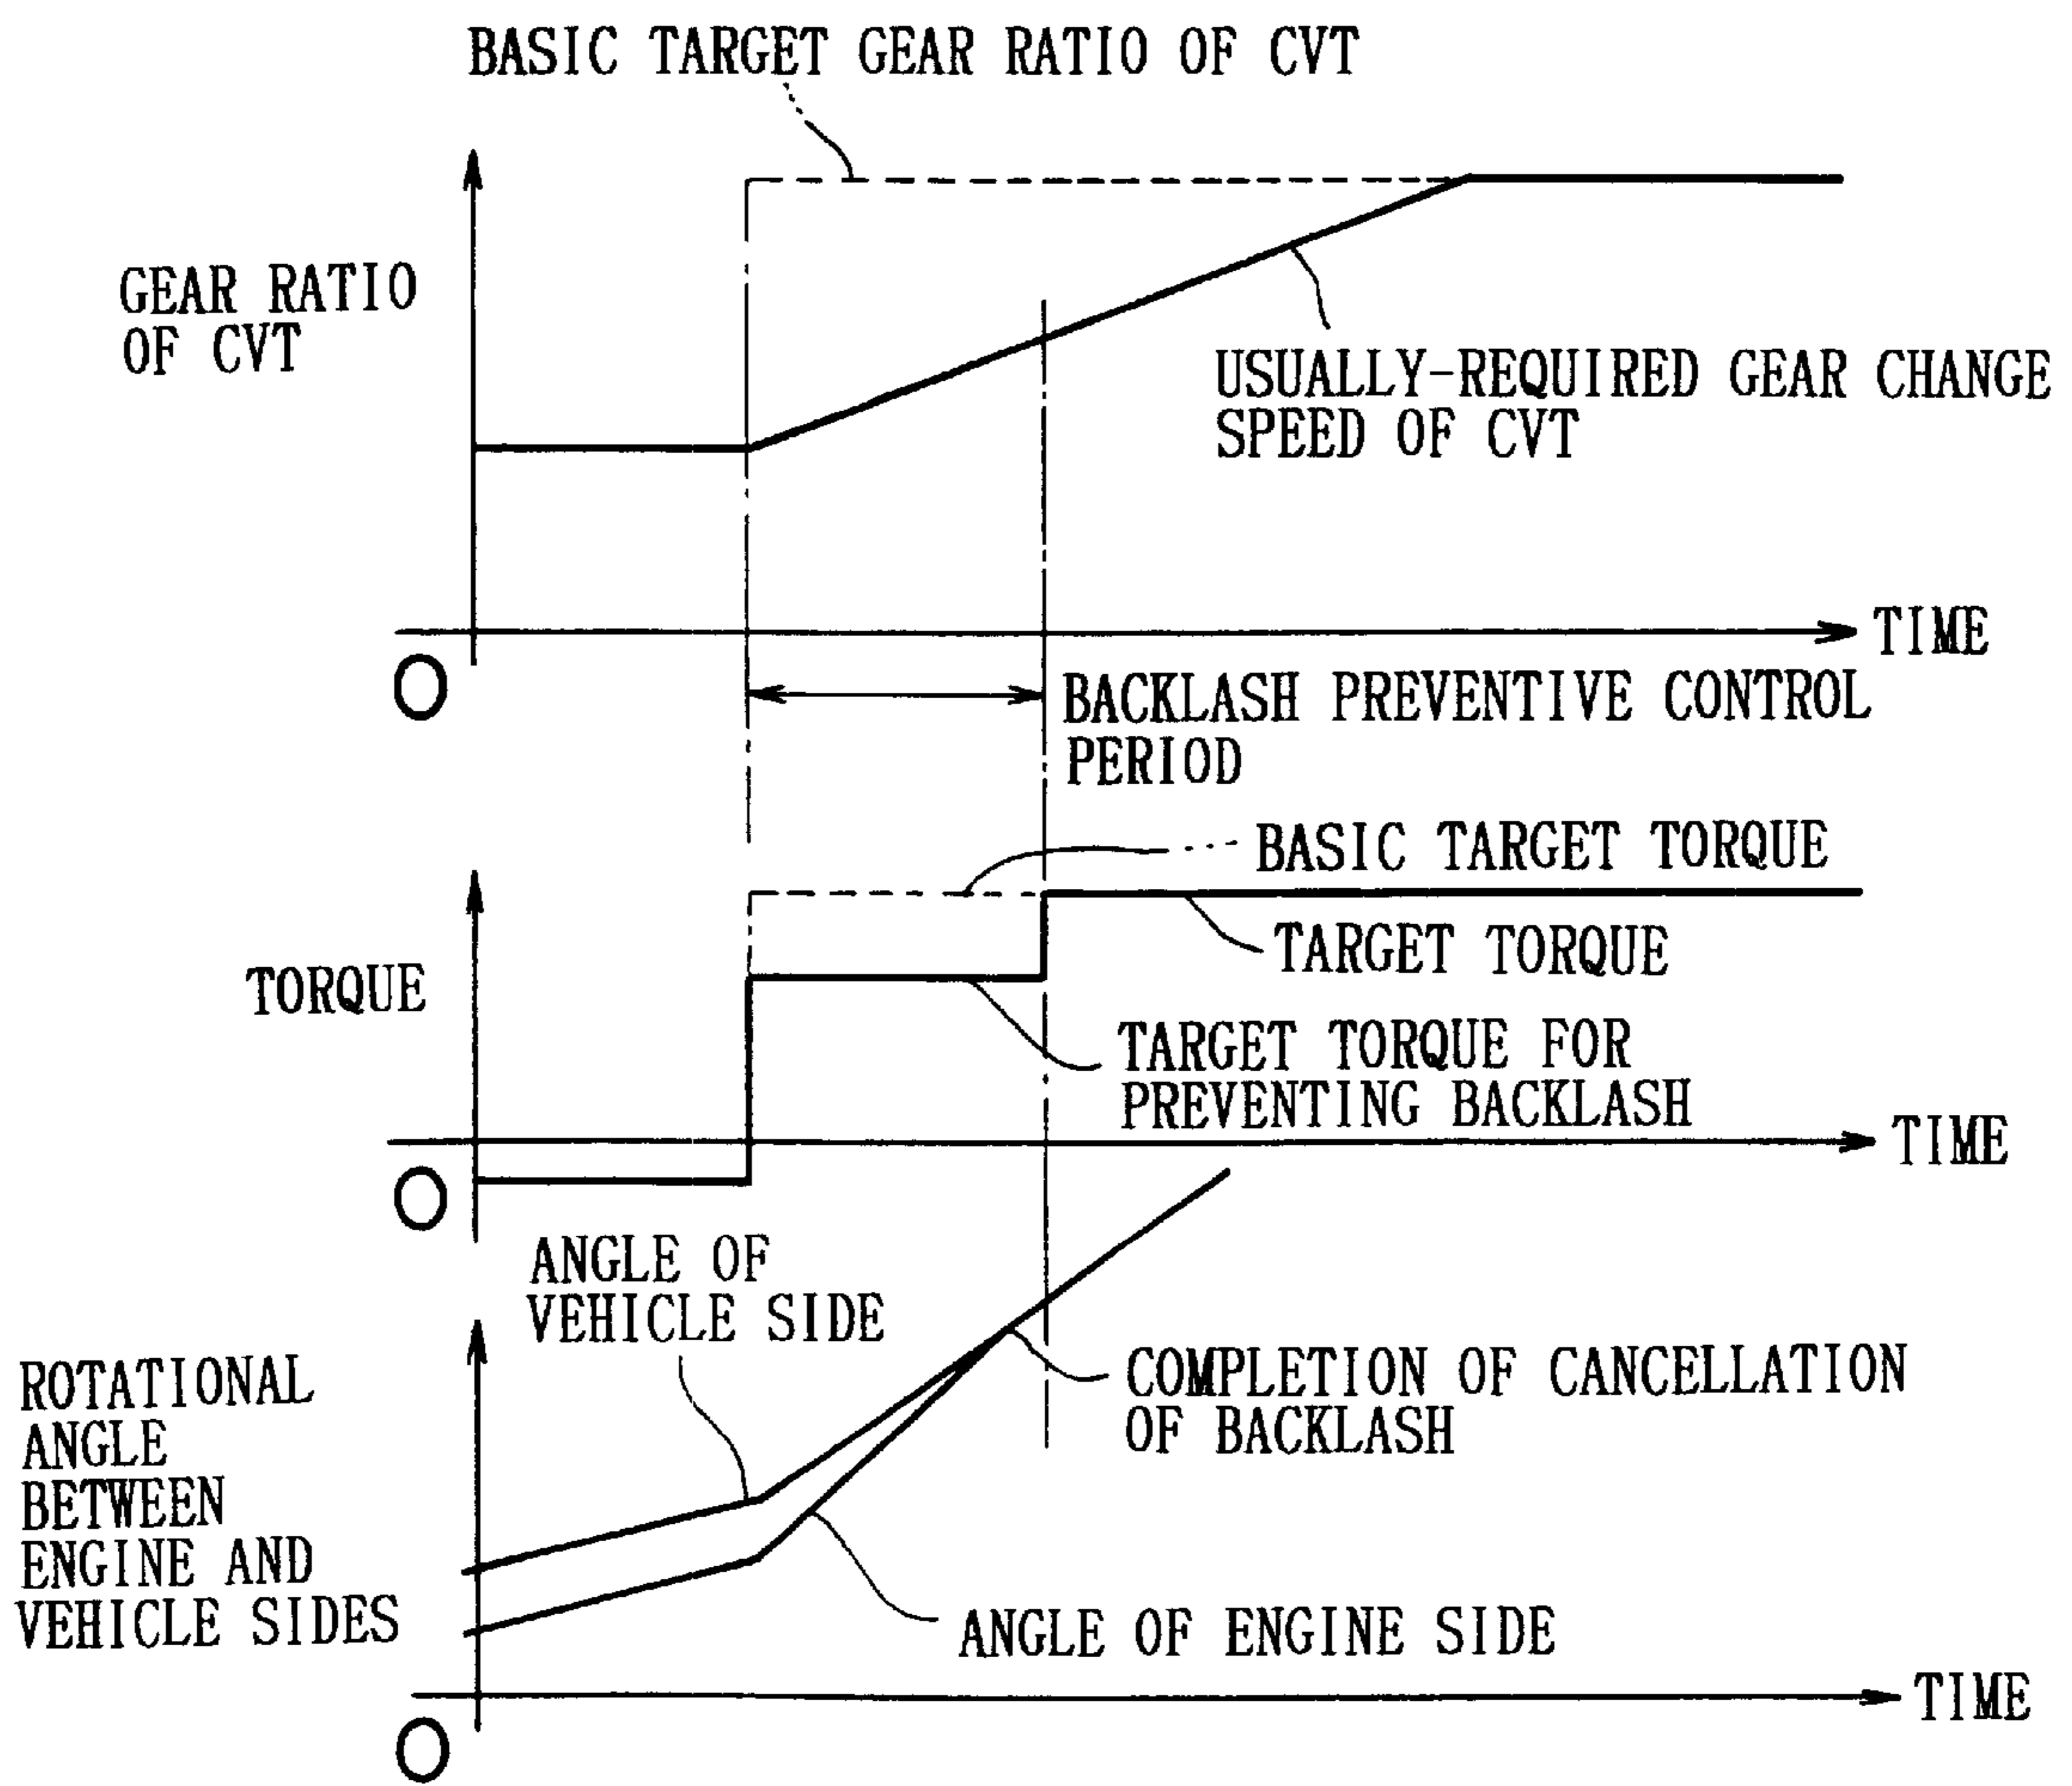 BASIC TARGET GEAR RATIO OF CVT
GEAR RATIO
OF CVT
USUALLY-REQUIRED GEAR CHANGE
SPEED OF CVT
TIME
O
BACKLASH PREVENTIVE CONTROL
PERIOD
BASIC TARGET TORQUE
TARGET TORQUE
TORQUE
TARGET TORQUE FOR
PREVENTING BACKLASH
TIME
O
ANGLE OF
VEHICLE SIDE
COMPLETION OF CANCELLATION
OF BACKLASH
ROTATIONAL
ANGLE
BETWEEN
ENGINE AND
VEHICLE SIDES
ANGLE OF ENGINE SIDE
TIME
O